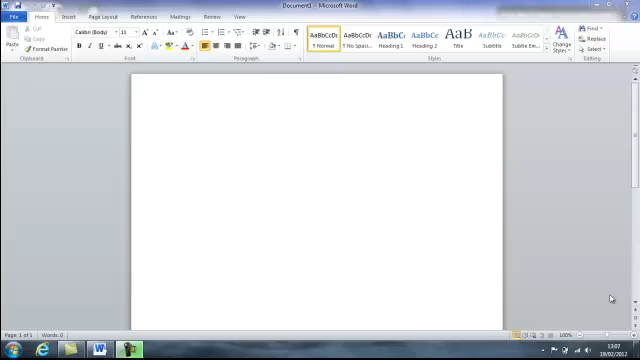 Document1 - Microsoft Word
File Home Insert Page Layout References Mailings Review View
Paste
Cut
Copy
Format Painter
Calibri (Body) 11
AaBbCcDc AaBbCcDc AaBbCc AaBbCc AaB AaBbCc. AaBbCcDc
¶ Normal ¶ No Spaci... Heading 1 Heading 2 Title Subtitle Subtle Em...
Change Styles
Find
Replace
Select
Clipboard Font Paragraph Styles Editing
Page: 1 of 1 Words: 0
100%
13:07
19/02/2012